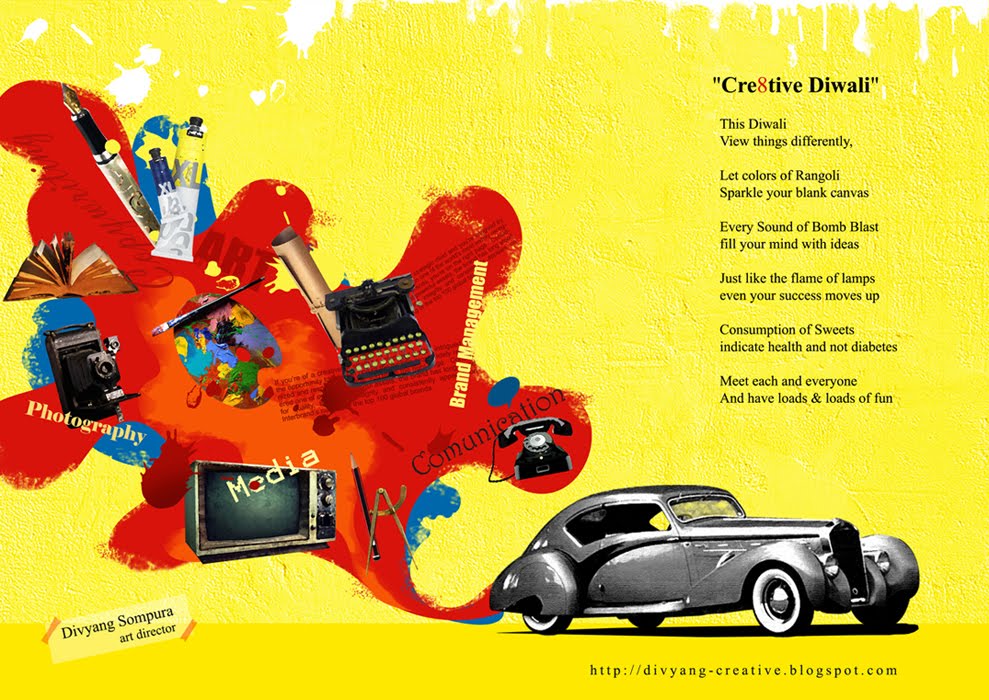 "Cre8tive Diwali"
This Diwali
View things differently,
Let colors of Rangoli
Sparkle your blank canvas
Every Sound of Bomb Blast
fill your mind with ideas
Just like the flame of lamps
even your success moves up
Consumption of Sweets
indicate health and not diabetes
Meet each and everyone
And have loads & loads of fun
Copywriting
XL
XL
ART
Brand Management
Photography
Comunication
Media
Divyang Sompura
art director
http://divyang-creative.blogspot.com